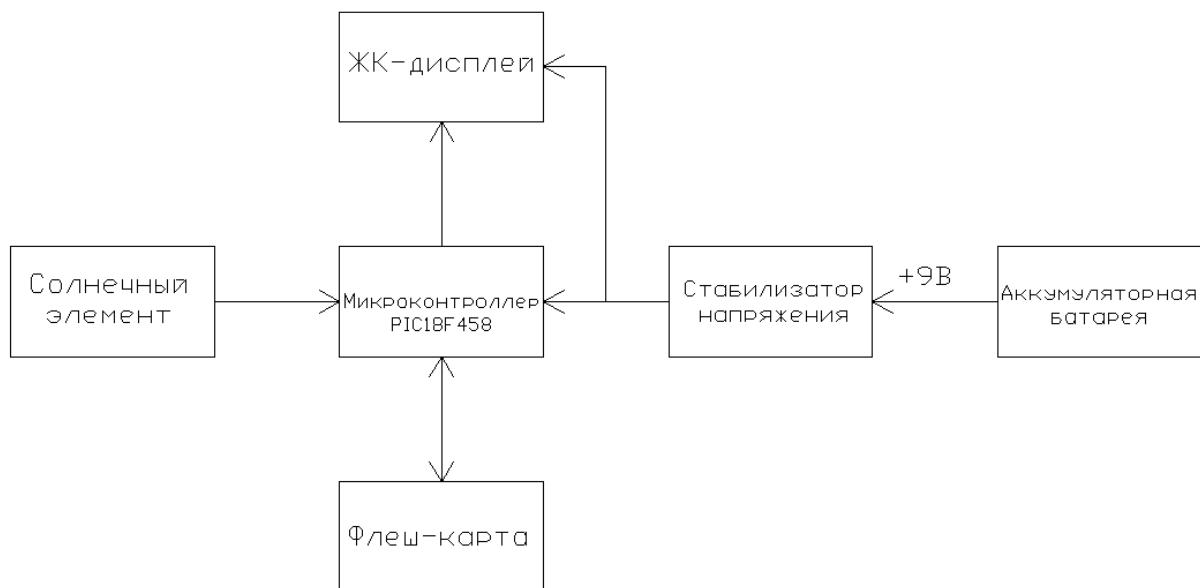 ЖК-дисплей
Солнечный
элемент
Микроконтроллер
PIC18F458
Стабилизатор
напряжения
+9В
Аккумуляторная
батарея
Флеш-карта